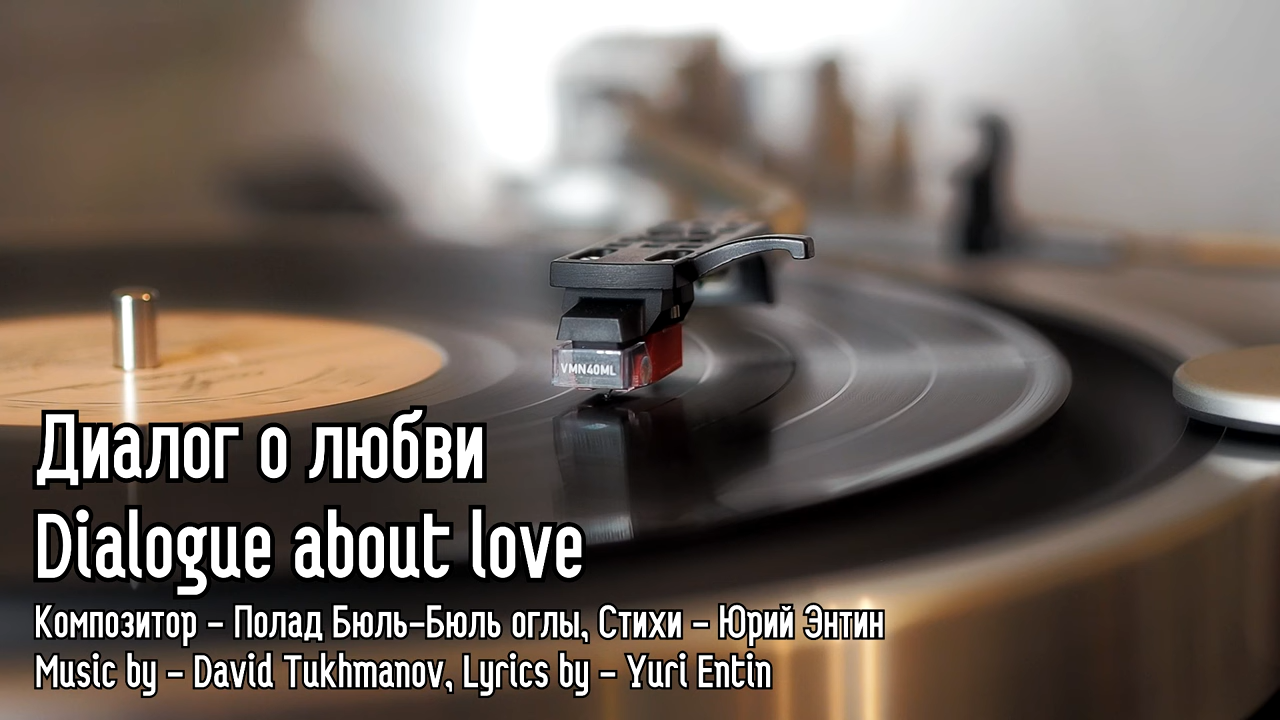 VMN40ML
Диалог о любви
Dialogue about love
Композитор – Полад Бюль-Бюль оглы, Стихи – Юрий Энтин
Music by – David Tukhmanov, Lyrics by – Yuri Entin